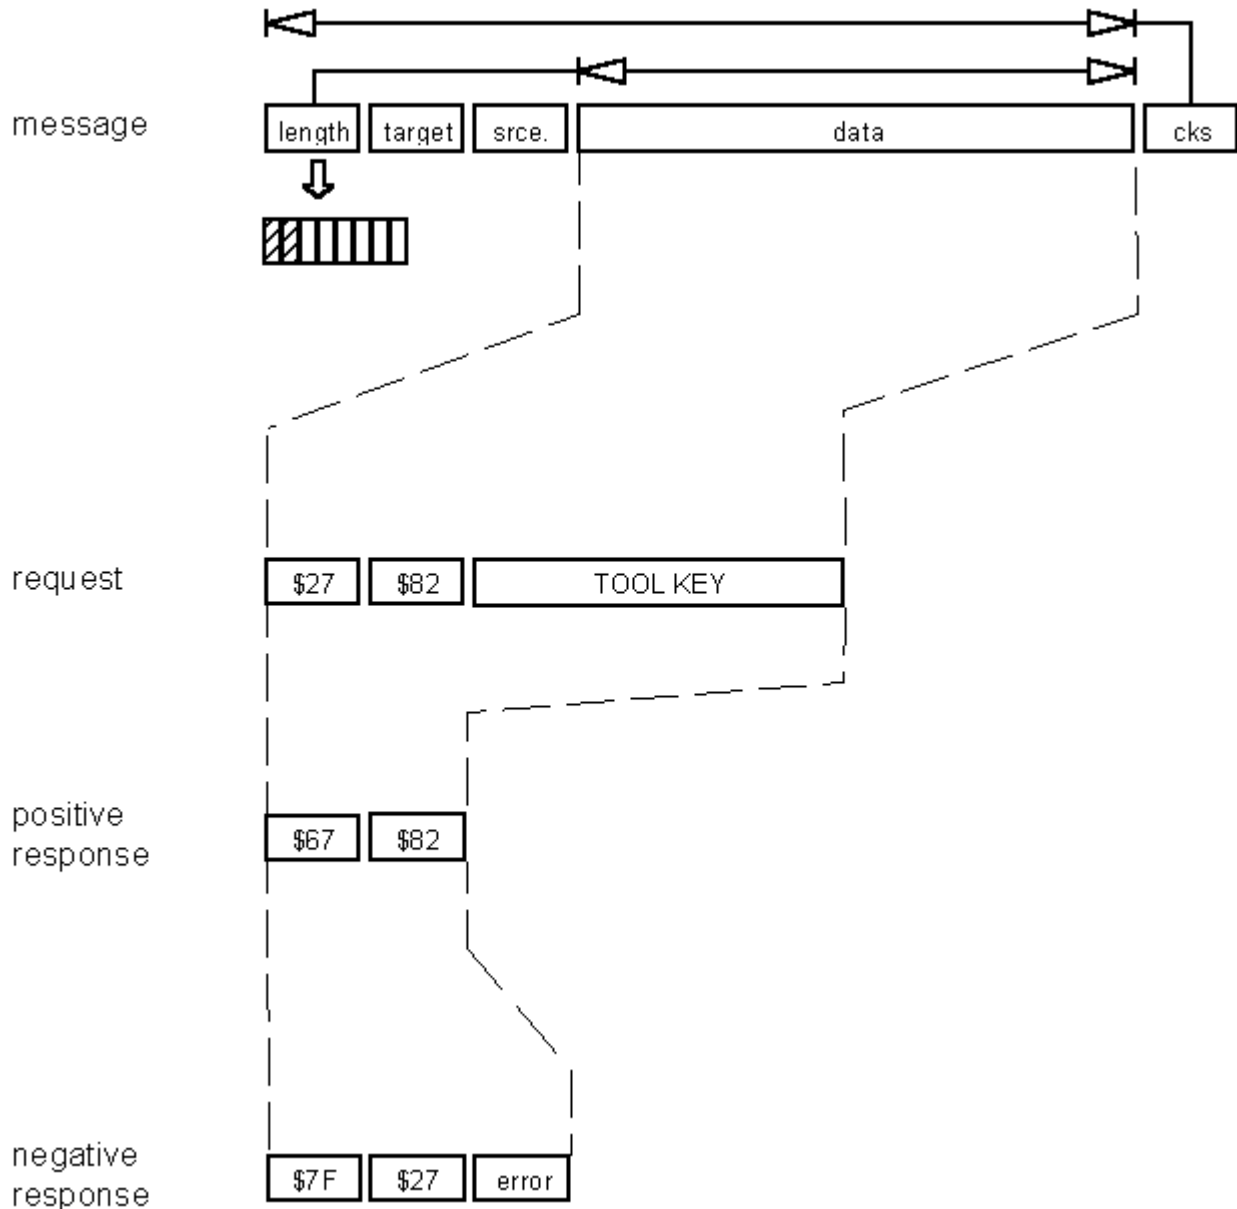 message
length target srce. data cks
request
$27 $82 TOOL KEY
positive
response
$67 $82
negative
response
$7F $27 error